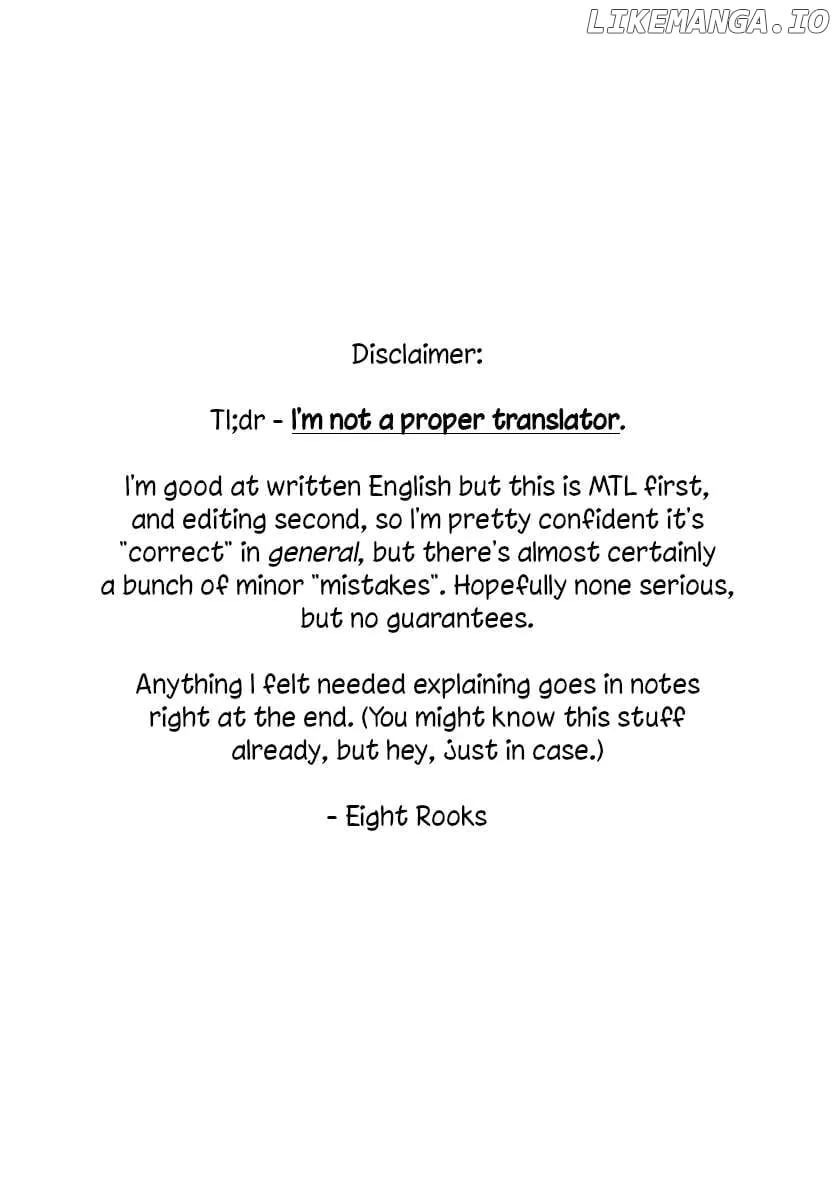 LIKEMANGA.IO
Disclaimer:
Tl;dr - I'm not a proper translator.
I'm good at written English but this is MTL first,
and editing second, so I'm pretty confident it's
"correct" in general, but there's almost certainly
a bunch of minor "mistakes". Hopefully none serious,
but no guarantees.
Anything I felt needed explaining goes in notes
right at the end. (You might know this stuff
already, but hey, just in case.)
- Eight Rooks